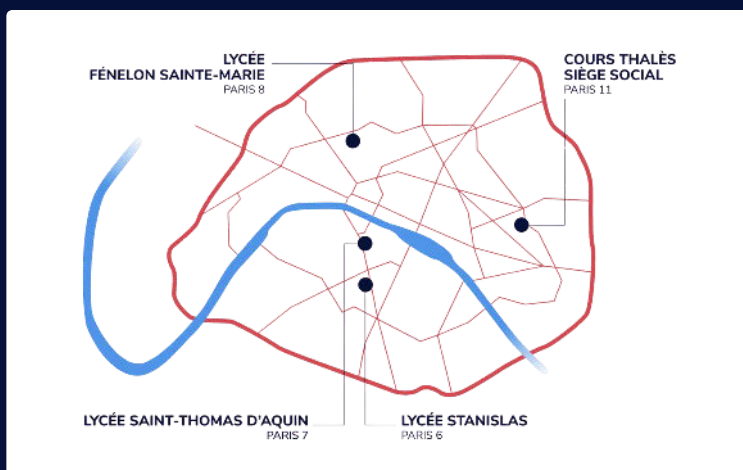 LYCÉE
FÉNELON SAINTE-MARIE
PARIS 8
COURS THALÈS
SIÈGE SOCIAL
PARIS 11
LYCÉE SAINT-THOMAS D'AQUIN
PARIS 7
LYCÉE STANISLAS
PARIS 6